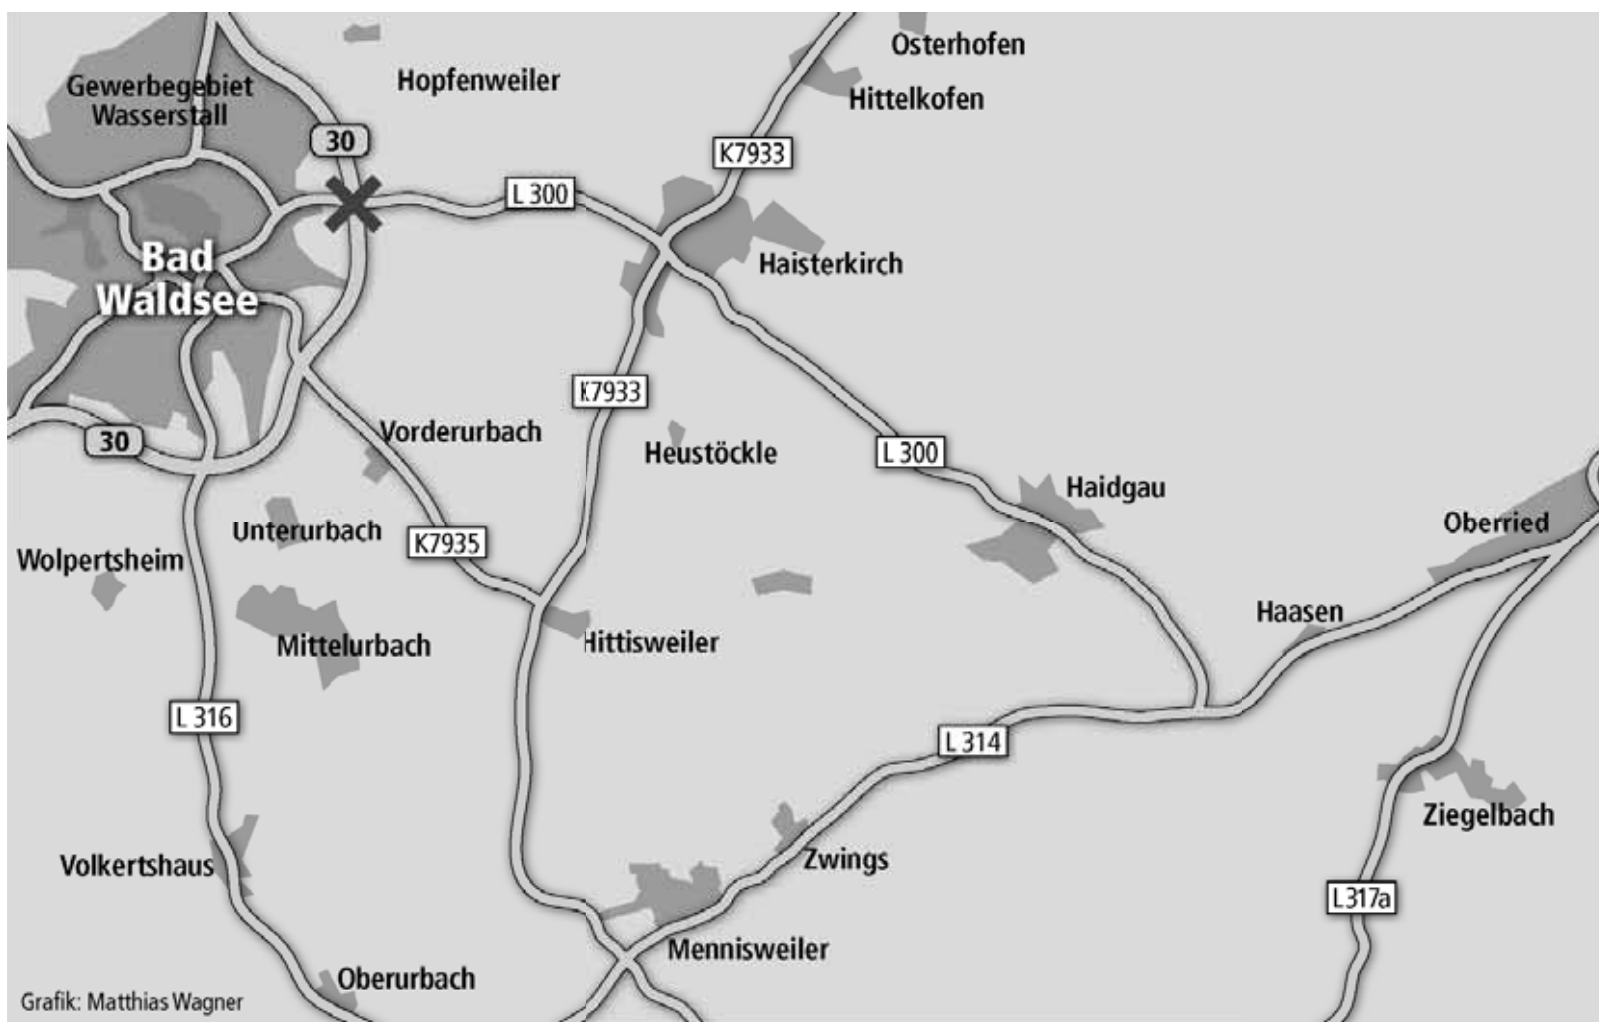 Osterhofen
Hopfenweiler
Gewerbegebiet
Wasserstall
Hittelkofen
30
K7933
L 300
Bad
Waldsee
Haisterkirch
K7933
30
Vorderurbach
Heustöckle
L 300
Haidgau
Oberried
Unterurbach
K7935
Wolpertsheim
Haasen
Mittelurbach
Hittisweiler
L 316
L 314
Ziegelbach
Volkertshaus
Zwings
L317a
Mennisweiler
Oberurbach
Grafik: Matthias Wagner